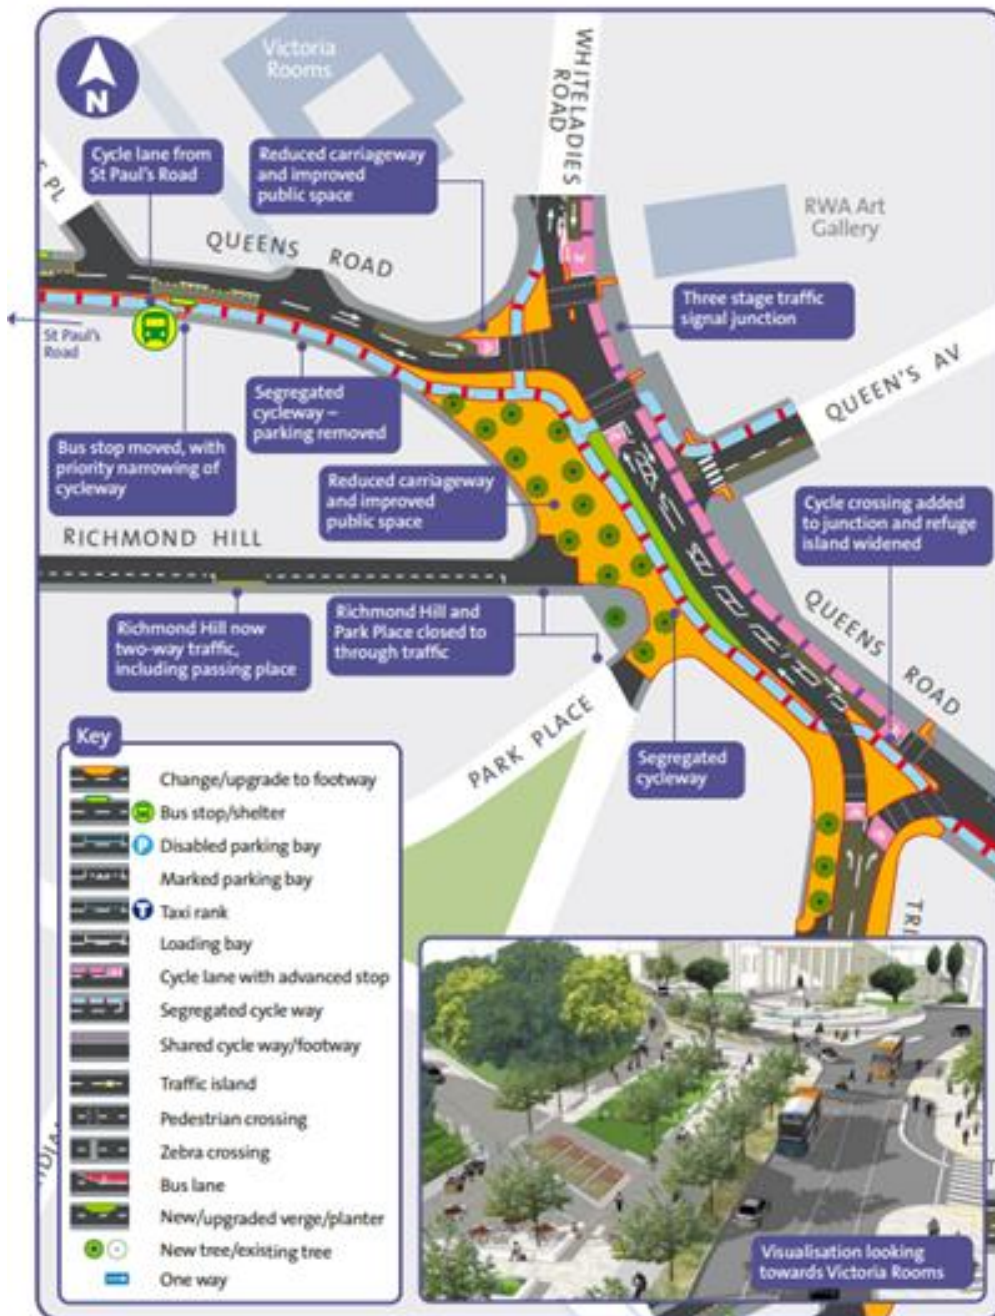 N
Victoria
Rooms
WHITELADIES
ROAD
Cycle lane from
St Paul's Road
Reduced carriageway
and improved
public space
PL
QUEENS ROAD
RWA Art
Gallery
Three stage traffic
signal junction
St Paul's
Road
QUEEN'S AV
Segregated
cycleway –
parking removed
Bus stop moved, with
priority narrowing of
cycleway
Reduced carriageway
and improved
public space
Cycle crossing added
to junction and refuge
island widened
RICHMOND HILL
Richmond Hill now
two-way traffic,
including passing place
Richmond Hill and
Park Place closed to
through traffic
QUEENS
ROAD
PARK PLACE
Segregated
cycleway
TRI
Key
Change/upgrade to footway
Bus stop/shelter
P
Disabled parking bay
Marked parking bay
T
Taxi rank
Loading bay
Cycle lane with advanced stop
Segregated cycle way
Shared cycle way/footway
Traffic island
Pedestrian crossing
Zebra crossing
Bus lane
New/upgraded verge/planter
New tree/existing tree
One way
Visualisation looking
towards Victoria Rooms